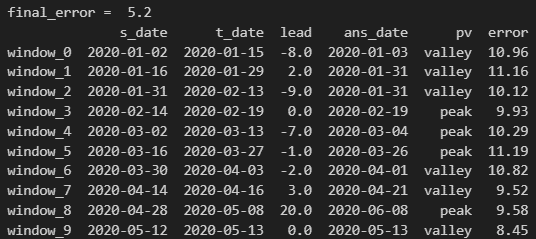 final_error =  5.2
s_date t_date lead ans_date pv error
window_0 2020-01-02 2020-01-15 -8.0 2020-01-03 valley 10.96
window_1 2020-01-16 2020-01-29 2.0 2020-01-31 valley 11.16
window_2 2020-01-31 2020-02-13 -9.0 2020-01-31 valley 10.12
window_3 2020-02-14 2020-02-19 0.0 2020-02-19 peak 9.93
window_4 2020-03-02 2020-03-13 -7.0 2020-03-04 peak 10.29
window_5 2020-03-16 2020-03-27 -1.0 2020-03-26 peak 11.19
window_6 2020-03-30 2020-04-03 -2.0 2020-04-01 valley 10.82
window_7 2020-04-14 2020-04-16 3.0 2020-04-21 valley 9.52
window_8 2020-04-28 2020-05-08 20.0 2020-06-08 peak 9.58
window_9 2020-05-12 2020-05-13 0.0 2020-05-13 valley 8.45